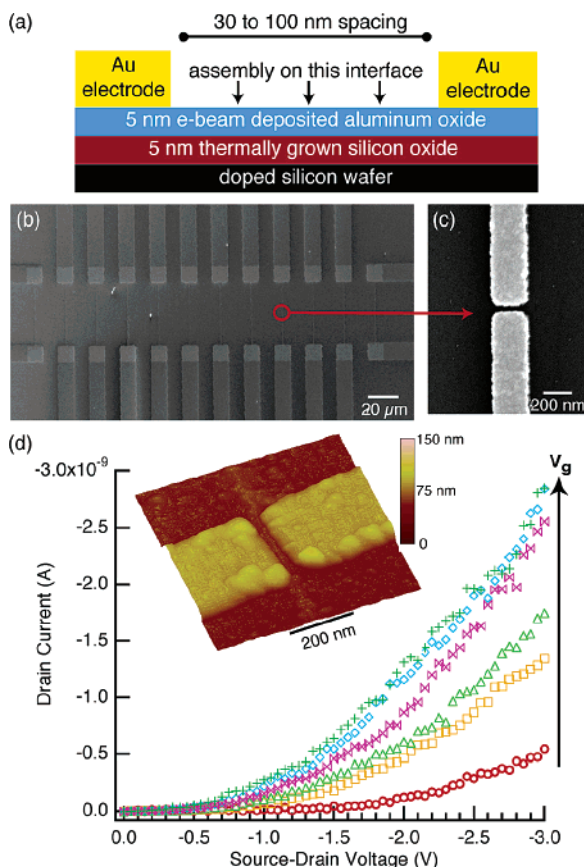 (a)
30 to 100 nm spacing
Au
electrode
assembly on this interface
Au
electrode
5 nm e-beam deposited aluminum oxide
5 nm thermally grown silicon oxide
doped silicon wafer
(b)
20 µm
(c)
200 nm
(d)
150 nm
75 nm
0
200 nm
Vg
-3.0x10⁻⁹
-2.5
-2.0
-1.5
-1.0
-0.5
0.0
Drain Current (A)
0.0 -0.5 -1.0 -1.5 -2.0 -2.5 -3.0
Source-Drain Voltage (V)